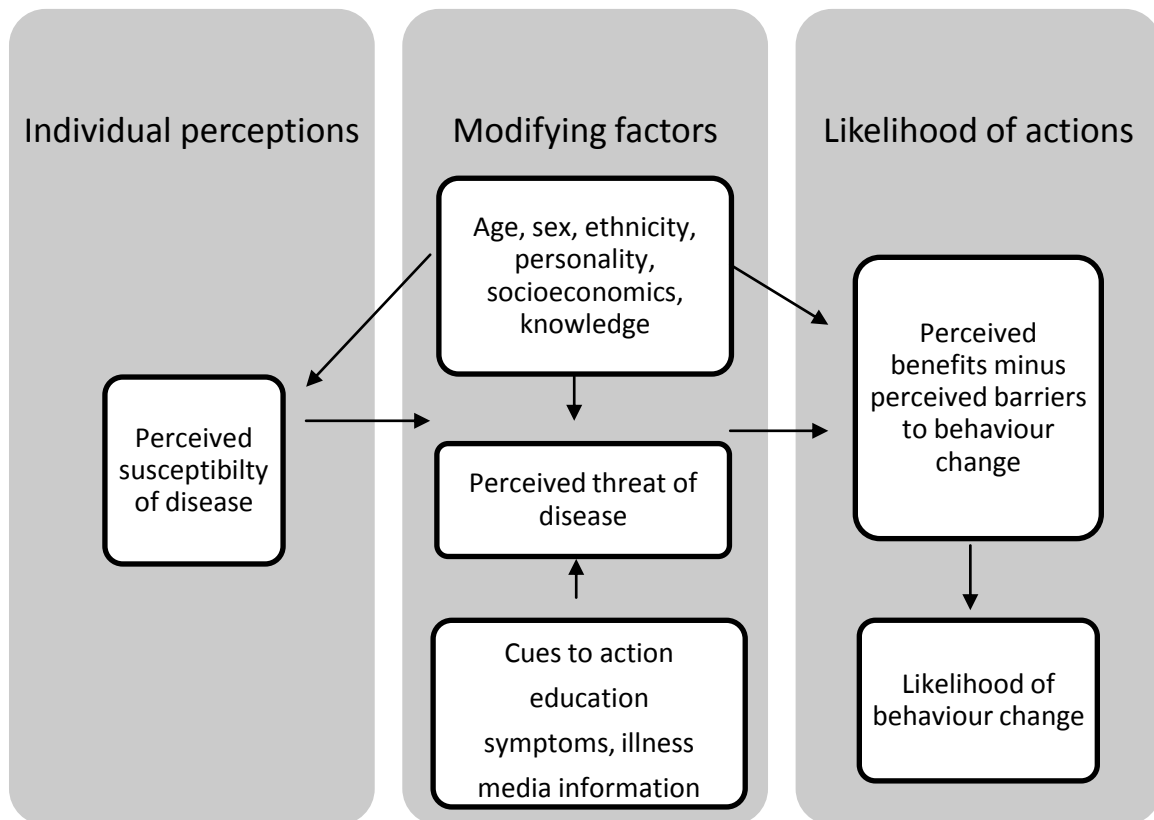 Individual perceptions
Modifying factors
Likelihood of actions
Age, sex, ethnicity,
personality,
socioeconomics,
knowledge
Perceived
susceptibilty
of disease
Perceived threat of
disease
Cues to action
education
symptoms, illness
media information
Perceived
benefits minus
perceived barriers
to behaviour
change
Likelihood of
behaviour change